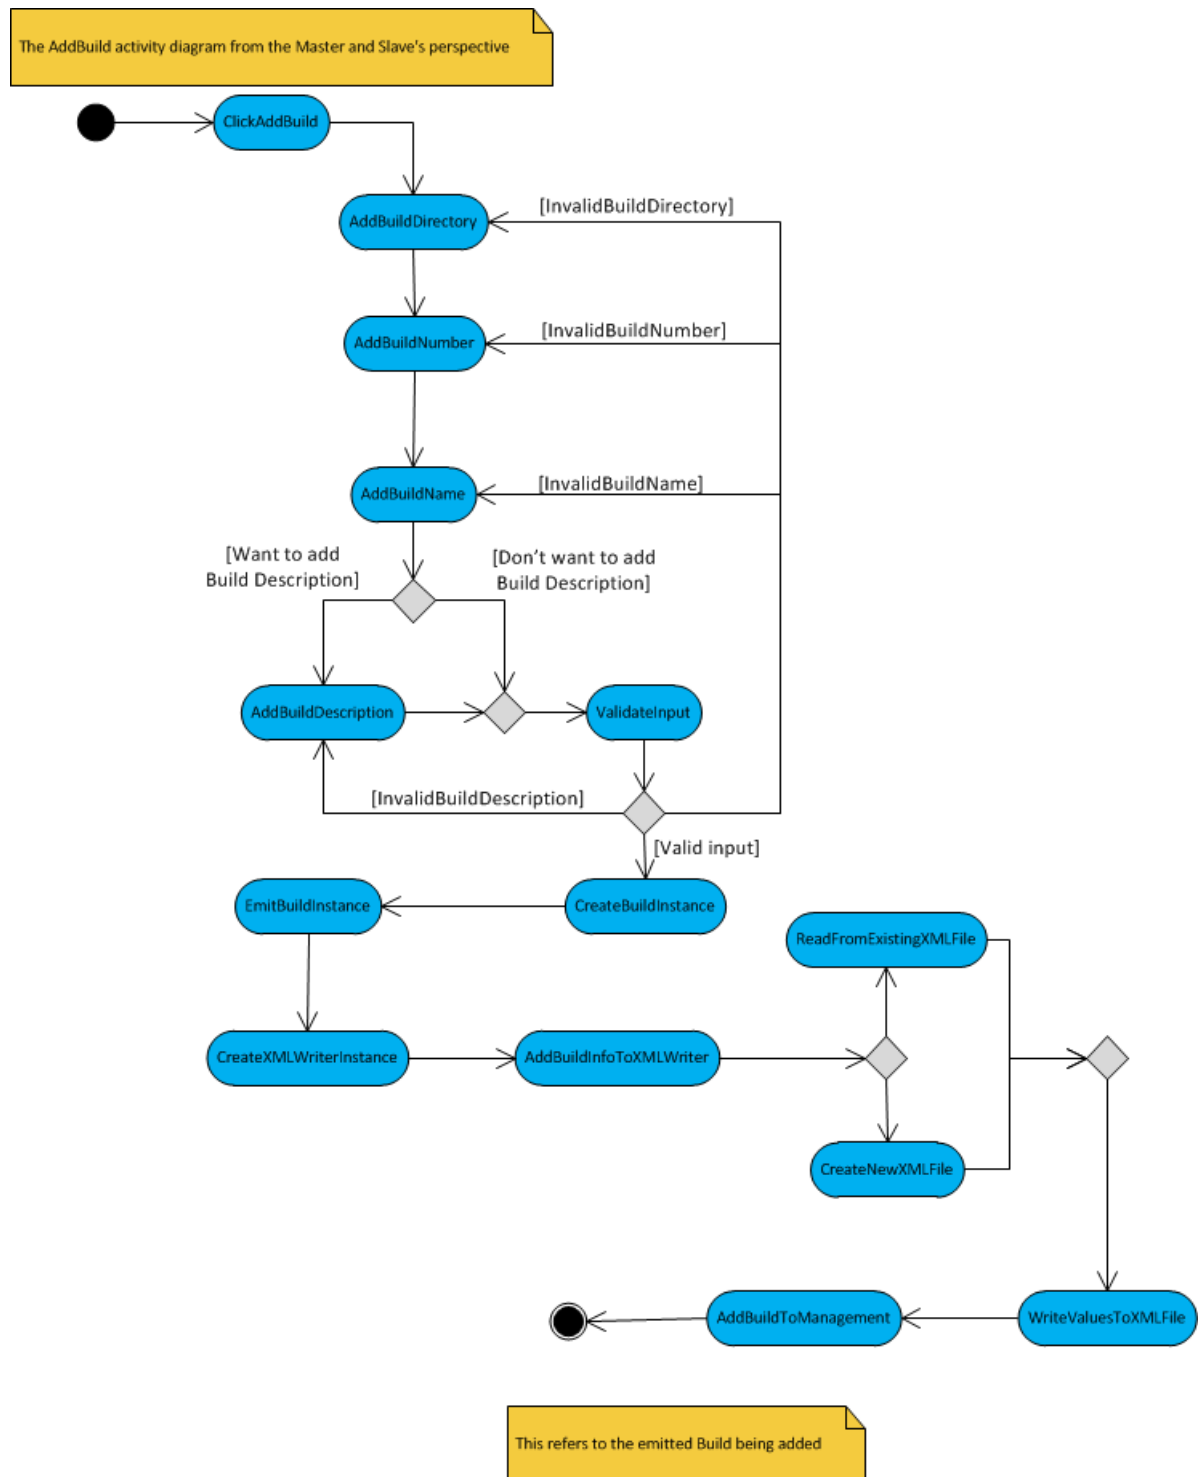 The AddBuild activity diagram from the Master and Slave's perspective
ClickAddBuild
[InvalidBuildDirectory]
AddBuildDirectory
[InvalidBuildNumber]
AddBuildNumber
[InvalidBuildName]
AddBuildName
[Want to add
Build Description]
[Don't want to add
Build Description]
AddBuildDescription
ValidateInput
[InvalidBuildDescription]
[Valid input]
EmitBuildInstance
CreateBuildInstance
ReadFromExistingXMLFile
CreateXMLWriterInstance
AddBuildInfoToXMLWriter
CreateNewXMLFile
AddBuildToManagement
WriteValuesToXMLFile
This refers to the emitted Build being added